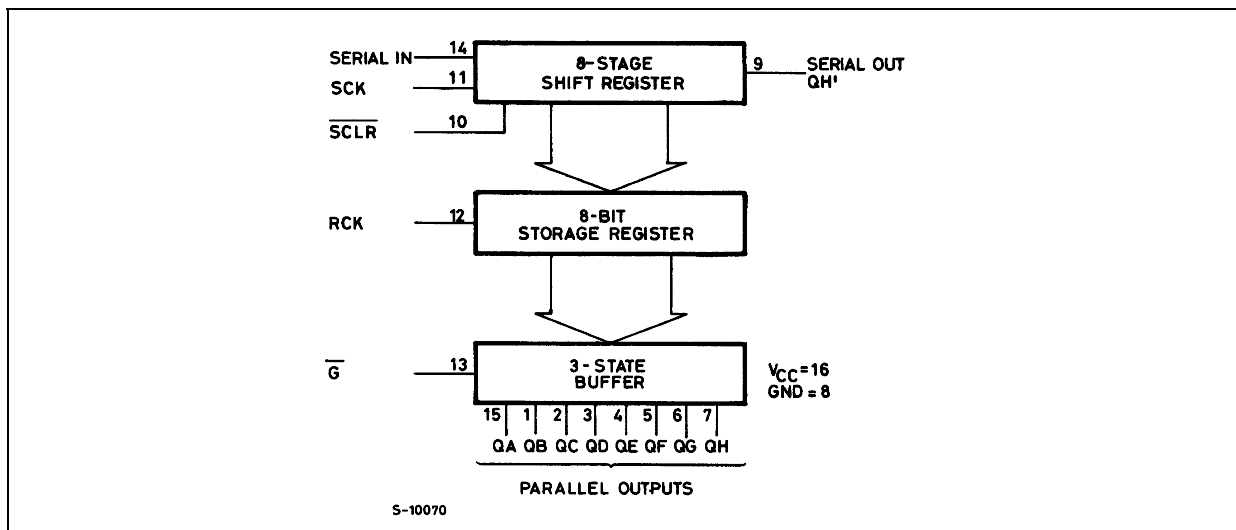 SERIAL IN 14
8-STAGE
SHIFT REGISTER
9 SERIAL OUT
QH'
SCK 11
SCLR 10
RCK 12
8-BIT
STORAGE REGISTER
G 13
3-STATE
BUFFER
VCC=16
GND=8
15 1 2 3 4 5 6 7
QA QB QC QD QE QF QG QH
PARALLEL OUTPUTS
S-10070